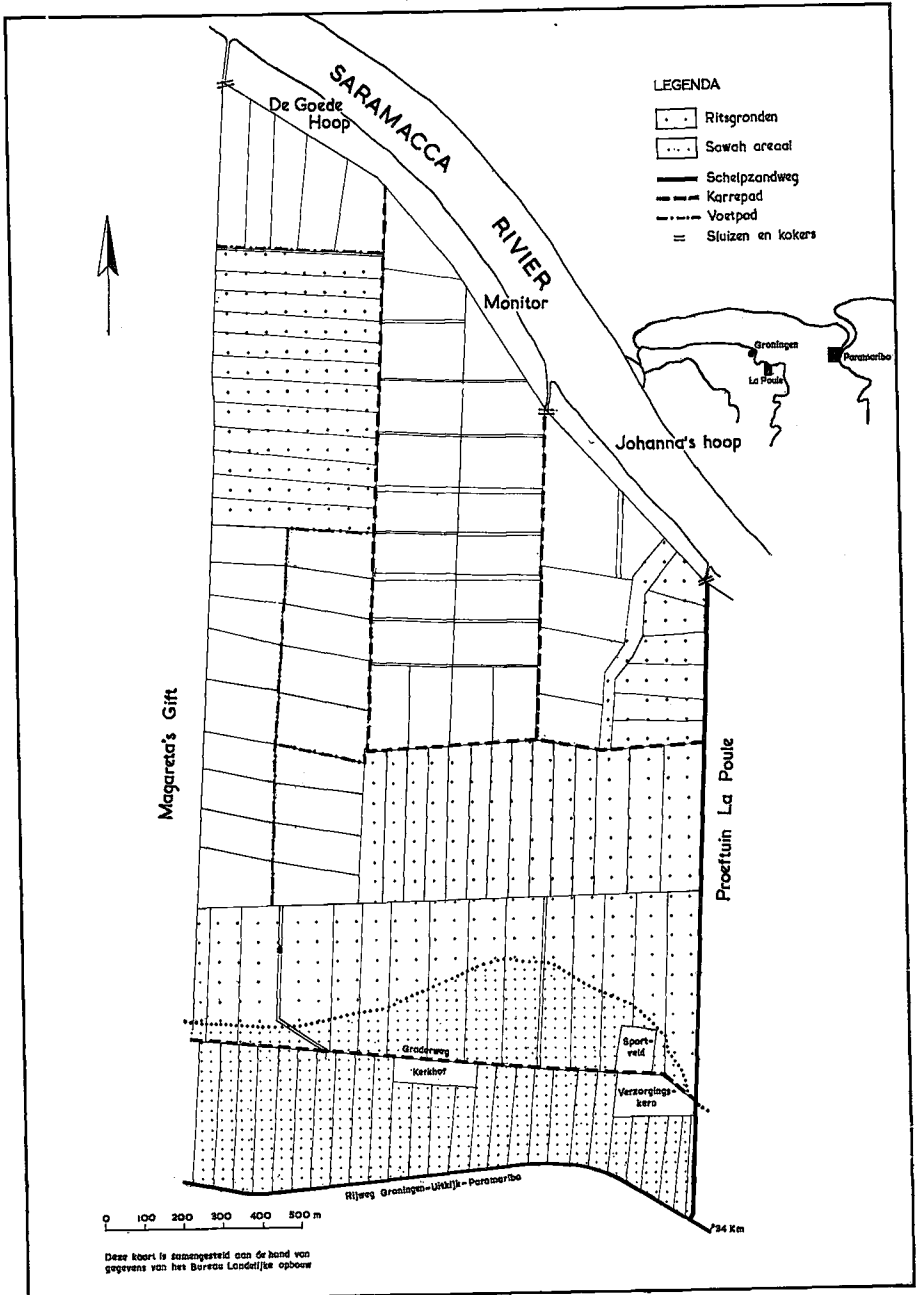 SARAMACCA
RIVIER
De Goede
Hoop
Monitor
Johanna's hoop
LEGENDA
Ritsgronden
Sawah areaal
Schelpzandweg
Karrepad
Voetpad
Sluizen en kokers
Groningen
La Poule
Paramaribo
Magareta's Gift
Proeftuin La Poule
Graderweg
Kerkhof
Sport-
veld
Verzorgings-
kern
Rijweg Groningen-Uitkijk-Paramaribo
34 Km
0 100 200 300 400 500 m
Deze kaart is samengesteld aan de hand van
gegevens van het Bureau Landelijke opbouw